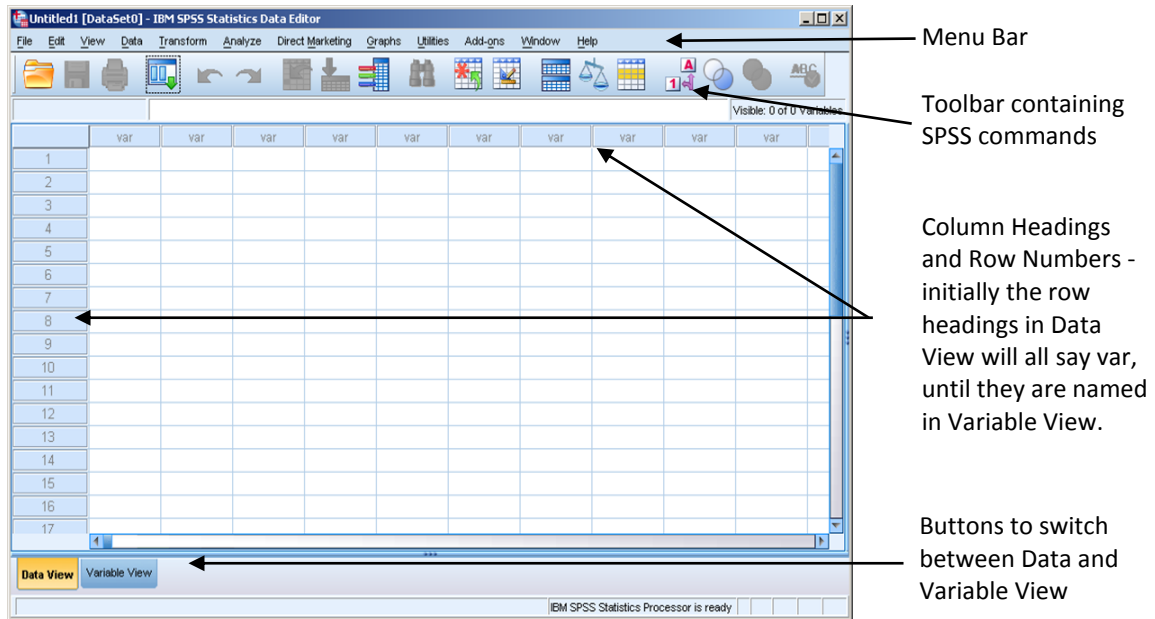 Untitled1 [DataSet0] - IBM SPSS Statistics Data Editor
File Edit View Data Transform Analyze Direct Marketing Graphs Utilities Add-ons Window Help
Menu Bar
A
1
ABC
Toolbar containing
SPSS commands
Visible: 0 of 0 Variables
var var var var var var var var var var
1
2
3
4
5
6
7
8
9
10
11
12
13
14
15
16
17
Column Headings
and Row Numbers -
initially the row
headings in Data
View will all say var,
until they are named
in Variable View.
Data View Variable View
Buttons to switch
between Data and
Variable View
IBM SPSS Statistics Processor is ready